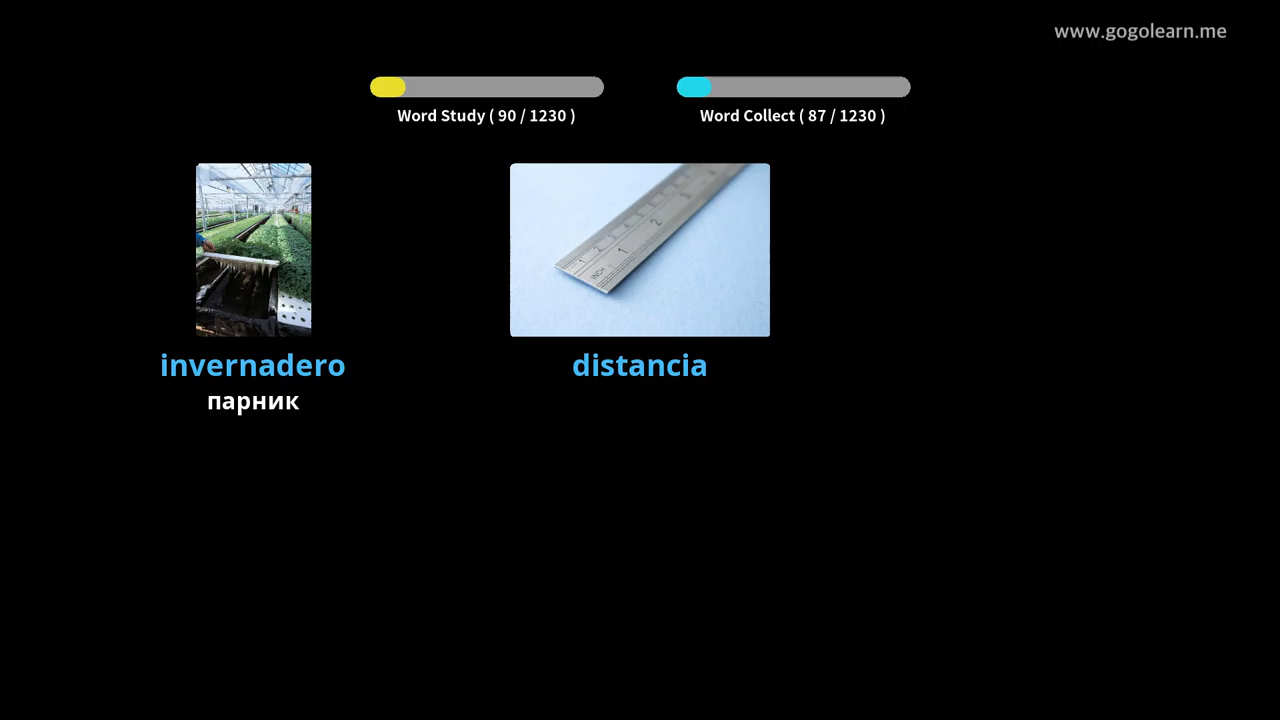 www.gogolearn.me
Word Study ( 90 / 1230 )
Word Collect ( 87 / 1230 )
invernadero
парник
distancia